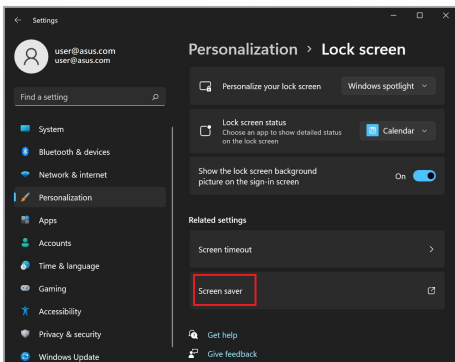 Settings
user@asus.com
user@asus.com
Find a setting
System
Bluetooth & devices
Network & internet
Personalization
Apps
Accounts
Time & language
Gaming
Accessibility
Privacy & security
Windows Update
Personalization > Lock screen
Personalize your lock screen
Windows spotlight
Lock screen status
Choose an app to show detailed status
on the lock screen
Calendar
Show the lock screen background
picture on the sign-in screen
On
Related settings
Screen timeout
Screen saver
Get help
Give feedback